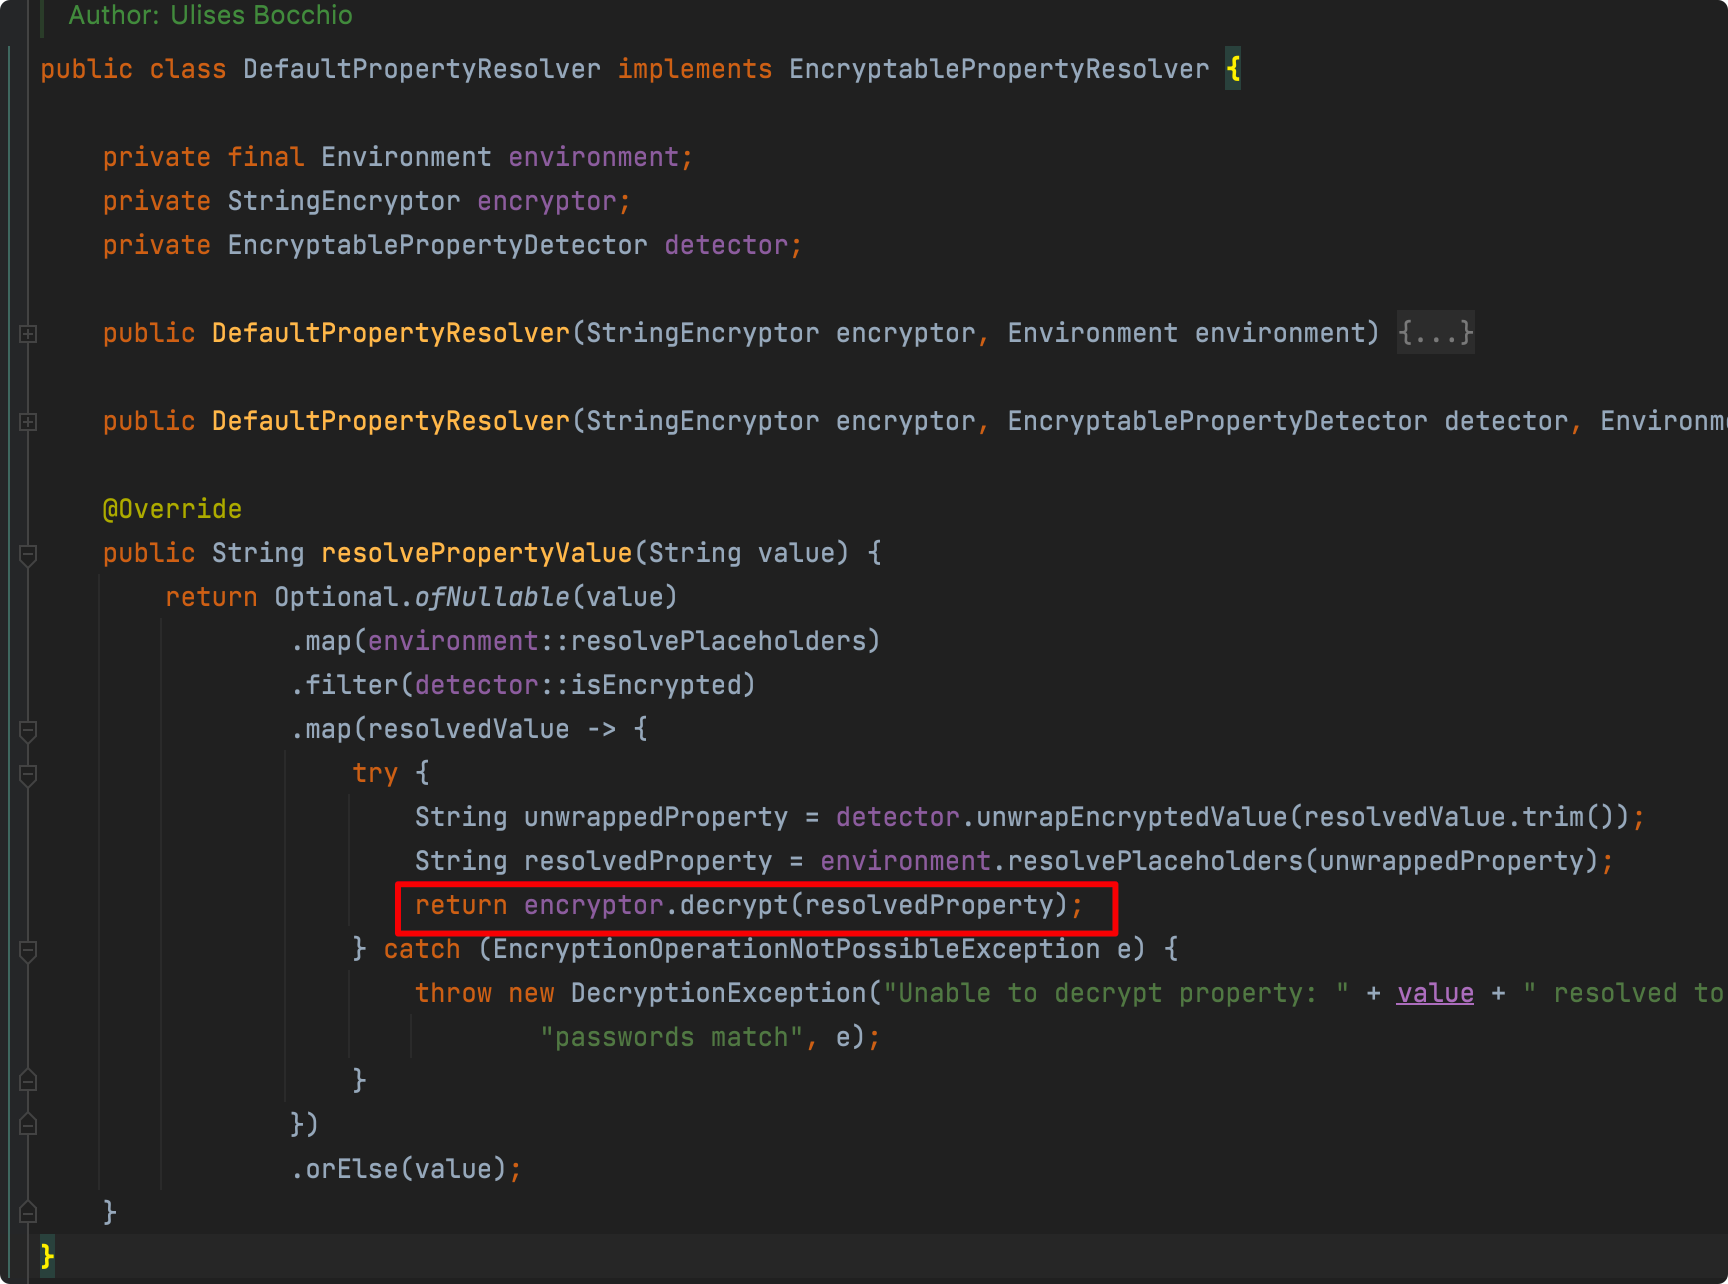 Author: Ulises Bocchio
public class DefaultPropertyResolver implements EncryptablePropertyResolver {
private final Environment environment;
private StringEncryptor encryptor;
private EncryptablePropertyDetector detector;
public DefaultPropertyResolver(StringEncryptor encryptor, Environment environment) {...}
public DefaultPropertyResolver(StringEncryptor encryptor, EncryptablePropertyDetector detector, Environm
@Override
public String resolvePropertyValue(String value) {
return Optional.ofNullable(value)
.map(environment::resolvePlaceholders)
.filter(detector::isEncrypted)
.map(resolvedValue -> {
try {
String unwrappedProperty = detector.unwrapEncryptedValue(resolvedValue.trim());
String resolvedProperty = environment.resolvePlaceholders(unwrappedProperty);
return encryptor.decrypt(resolvedProperty);
} catch (EncryptionOperationNotPossibleException e) {
throw new DecryptionException("Unable to decrypt property: " + value + " resolved to
"passwords match", e);
}
})
.orElse(value);
}
}